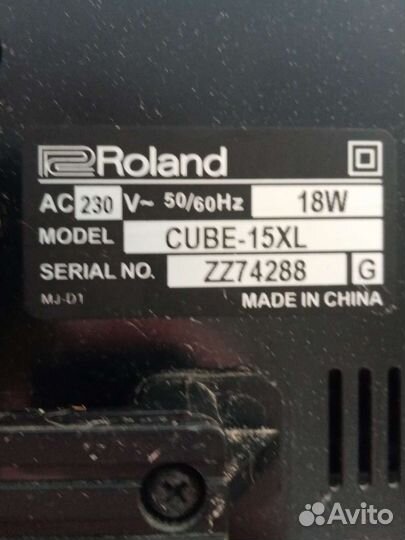 Roland
AC 230 V~ 50/60Hz 18W
MODEL CUBE-15XL
SERIAL NO. ZZ74288 G
MJ-D1 MADE IN CHINA
Avito